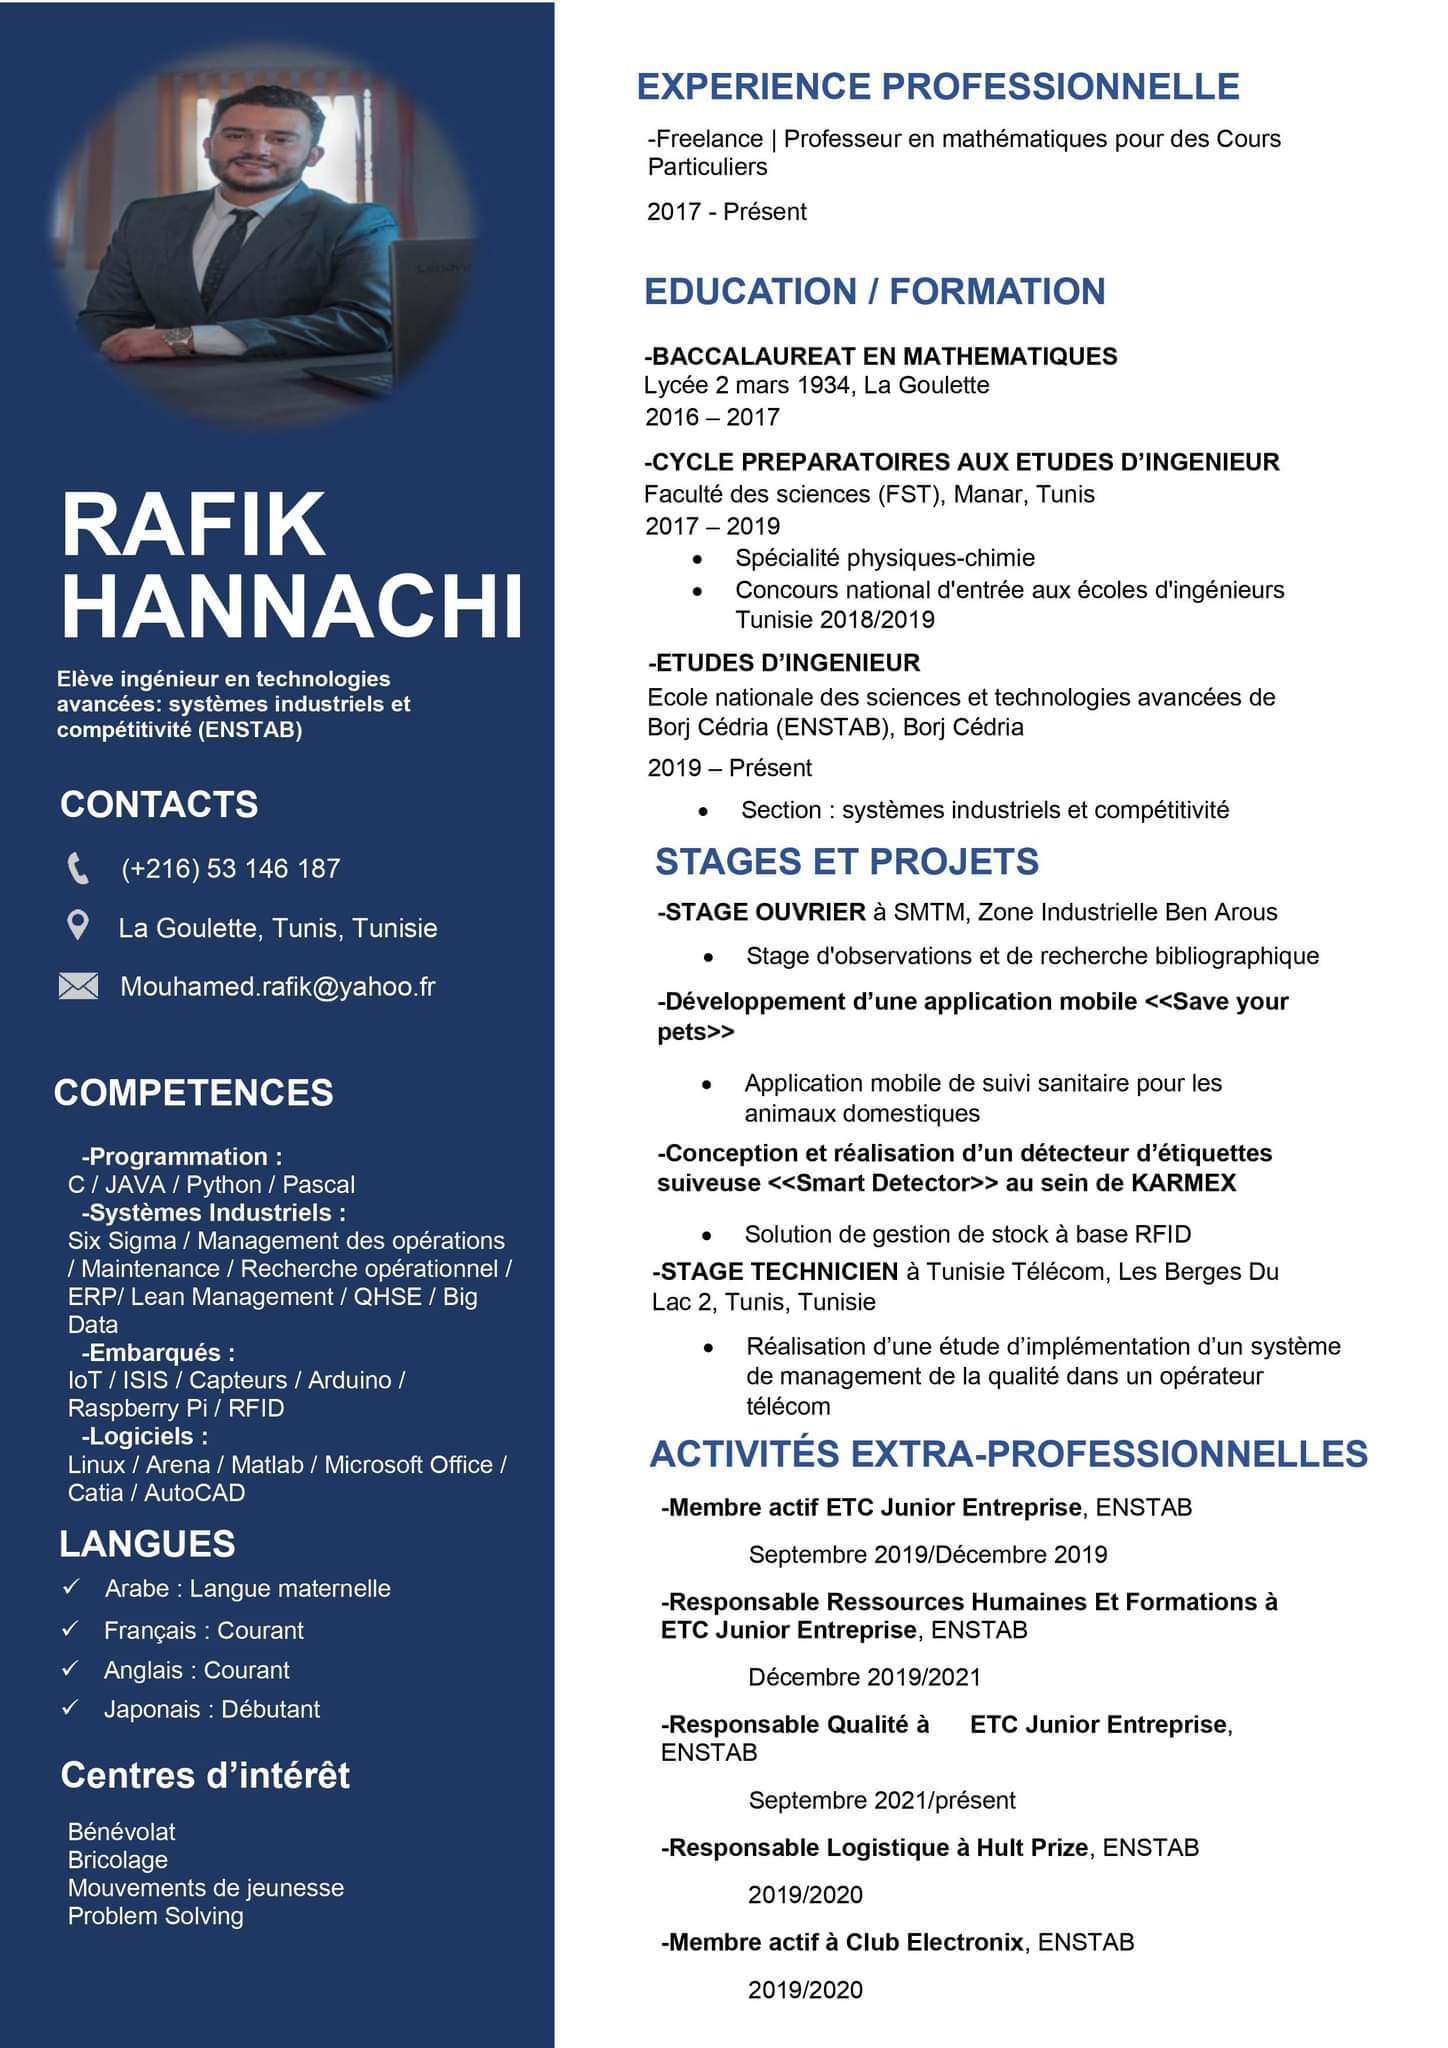 RAFIK
HANNACHI
Elève ingénieur en technologies
avancées: systèmes industriels et
compétitivité (ENSTAB)
CONTACTS
(+216) 53 146 187
La Goulette, Tunis, Tunisie
Mouhamed.rafik@yahoo.fr
COMPETENCES
-Programmation :
C / JAVA / Python / Pascal
-Systèmes Industriels :
Six Sigma / Management des opérations
/ Maintenance / Recherche opérationnel /
ERP/ Lean Management / QHSE / Big
Data
-Embarqués :
IoT / ISIS / Capteurs / Arduino /
Raspberry Pi / RFID
-Logiciels :
Linux / Arena / Matlab / Microsoft Office /
Catia / AutoCAD
LANGUES
✓ Arabe : Langue maternelle
✓ Français : Courant
✓ Anglais : Courant
✓ Japonais : Débutant
Centres d’intérêt
Bénévolat
Bricolage
Mouvements de jeunesse
Problem Solving
EXPERIENCE PROFESSIONNELLE
-Freelance | Professeur en mathématiques pour des Cours
Particuliers
2017 - Présent
EDUCATION / FORMATION
-BACCALAUREAT EN MATHEMATIQUES
Lycée 2 mars 1934, La Goulette
2016 – 2017
-CYCLE PREPARATOIRES AUX ETUDES D’INGENIEUR
Faculté des sciences (FST), Manar, Tunis
2017 – 2019
• Spécialité physiques-chimie
• Concours national d'entrée aux écoles d'ingénieurs
Tunisie 2018/2019
-ETUDES D’INGENIEUR
Ecole nationale des sciences et technologies avancées de
Borj Cédria (ENSTAB), Borj Cédria
2019 – Présent
• Section : systèmes industriels et compétitivité
STAGES ET PROJETS
-STAGE OUVRIER à SMTM, Zone Industrielle Ben Arous
• Stage d'observations et de recherche bibliographique
-Développement d’une application mobile <<Save your
pets>>
• Application mobile de suivi sanitaire pour les
animaux domestiques
-Conception et réalisation d’un détecteur d’étiquettes
suiveuse <<Smart Detector>> au sein de KARMEX
• Solution de gestion de stock à base RFID
-STAGE TECHNICIEN à Tunisie Télécom, Les Berges Du
Lac 2, Tunis, Tunisie
• Réalisation d’une étude d’implémentation d’un système
de management de la qualité dans un opérateur
télécom
ACTIVITÉS EXTRA-PROFESSIONNELLES
-Membre actif ETC Junior Entreprise, ENSTAB
Septembre 2019/Décembre 2019
-Responsable Ressources Humaines Et Formations à
ETC Junior Entreprise, ENSTAB
Décembre 2019/2021
-Responsable Qualité à ETC Junior Entreprise,
ENSTAB
Septembre 2021/présent
-Responsable Logistique à Hult Prize, ENSTAB
2019/2020
-Membre actif à Club Electronix, ENSTAB
2019/2020